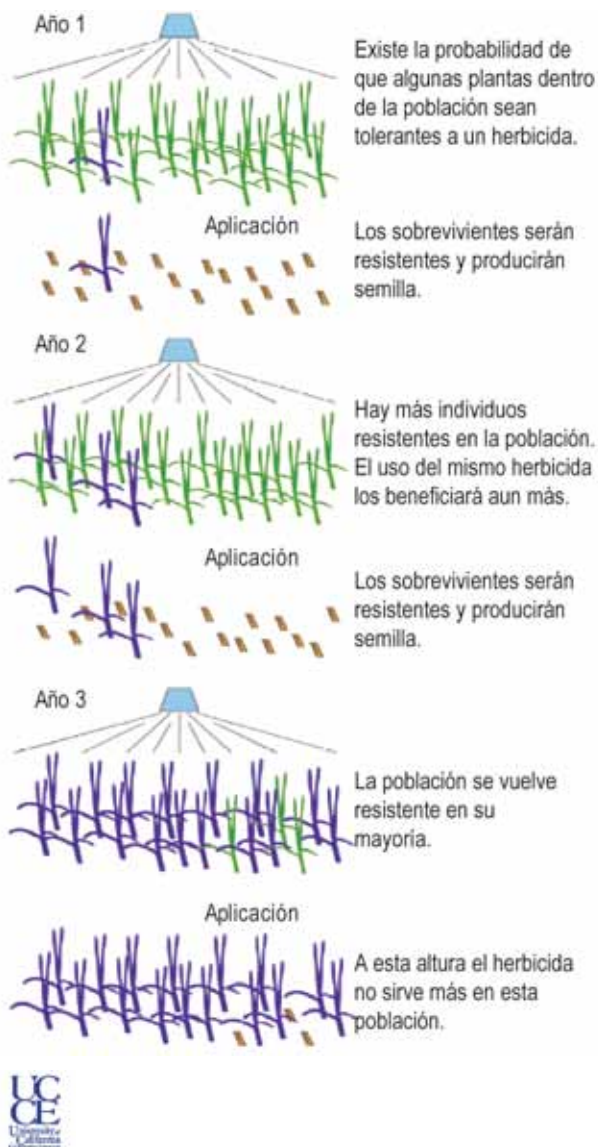 Año 1
Existe la probabilidad de
que algunas plantas dentro
de la población sean
tolerantes a un herbicida.
Aplicación
Los sobrevivientes serán
resistentes y producirán
semilla.
Año 2
Hay más individuos
resistentes en la población.
El uso del mismo herbicida
los beneficiará aun más.
Aplicación
Los sobrevivientes serán
resistentes y producirán
semilla.
Año 3
La población se vuelve
resistente en su
mayoría.
Aplicación
A esta altura el herbicida
no sirve más en esta
población.
UC
CE
University of
California